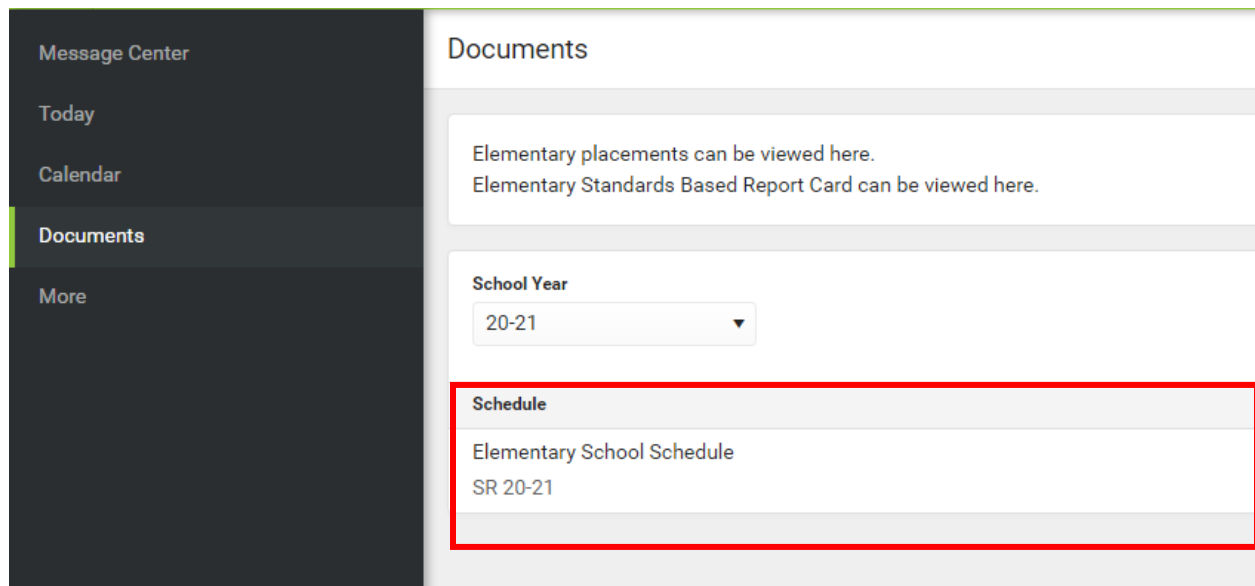 Message Center
Today
Calendar
Documents
More
Documents
Elementary placements can be viewed here.
Elementary Standards Based Report Card can be viewed here.
School Year
20-21
Schedule
Elementary School Schedule
SR 20-21